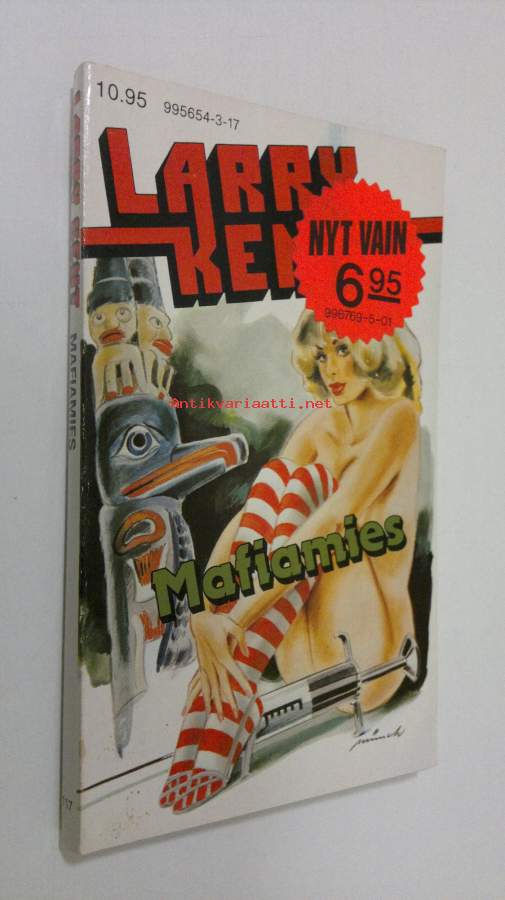 10.95 995654-3-17
LARRY
KEN
NYT VAIN
6 95
996769-5-01
Antikvariaatti.net
Mafiamies
LARRY KENT MAFIAMIES